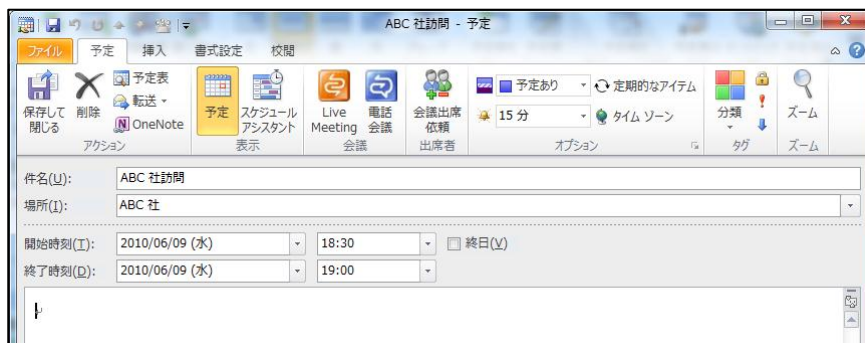 ABC 社訪問 - 予定
ファイル 予定 挿入 書式設定 校閲
保存して閉じる
削除
予定表
転送
OneNote
アクション
予定
スケジュール アシスタント
表示
Live Meeting
電話会議
会議
会議出席依頼
出席者
予定あり
15 分
定期的なアイテム
タイム ゾーン
オプション
分類
タグ
ズーム
ズーム
件名(U): ABC 社訪問
場所(I): ABC 社
開始時刻(T): 2010/06/09 (水) 18:30 終日(V)
終了時刻(D): 2010/06/09 (水) 19:00